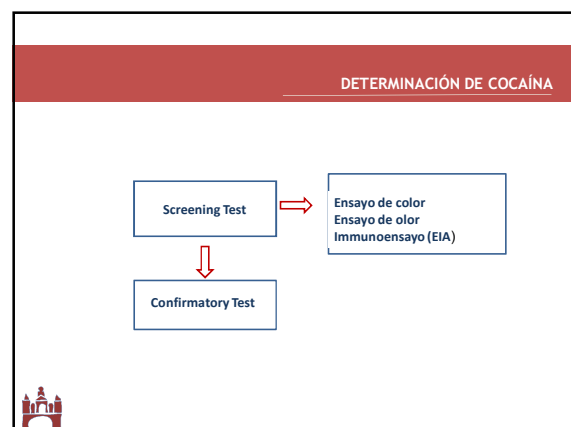 DETERMINACIÓN DE COCAÍNA
Screening Test
Ensayo de color
Ensayo de olor
Immunoensayo (EIA)
Confirmatory Test